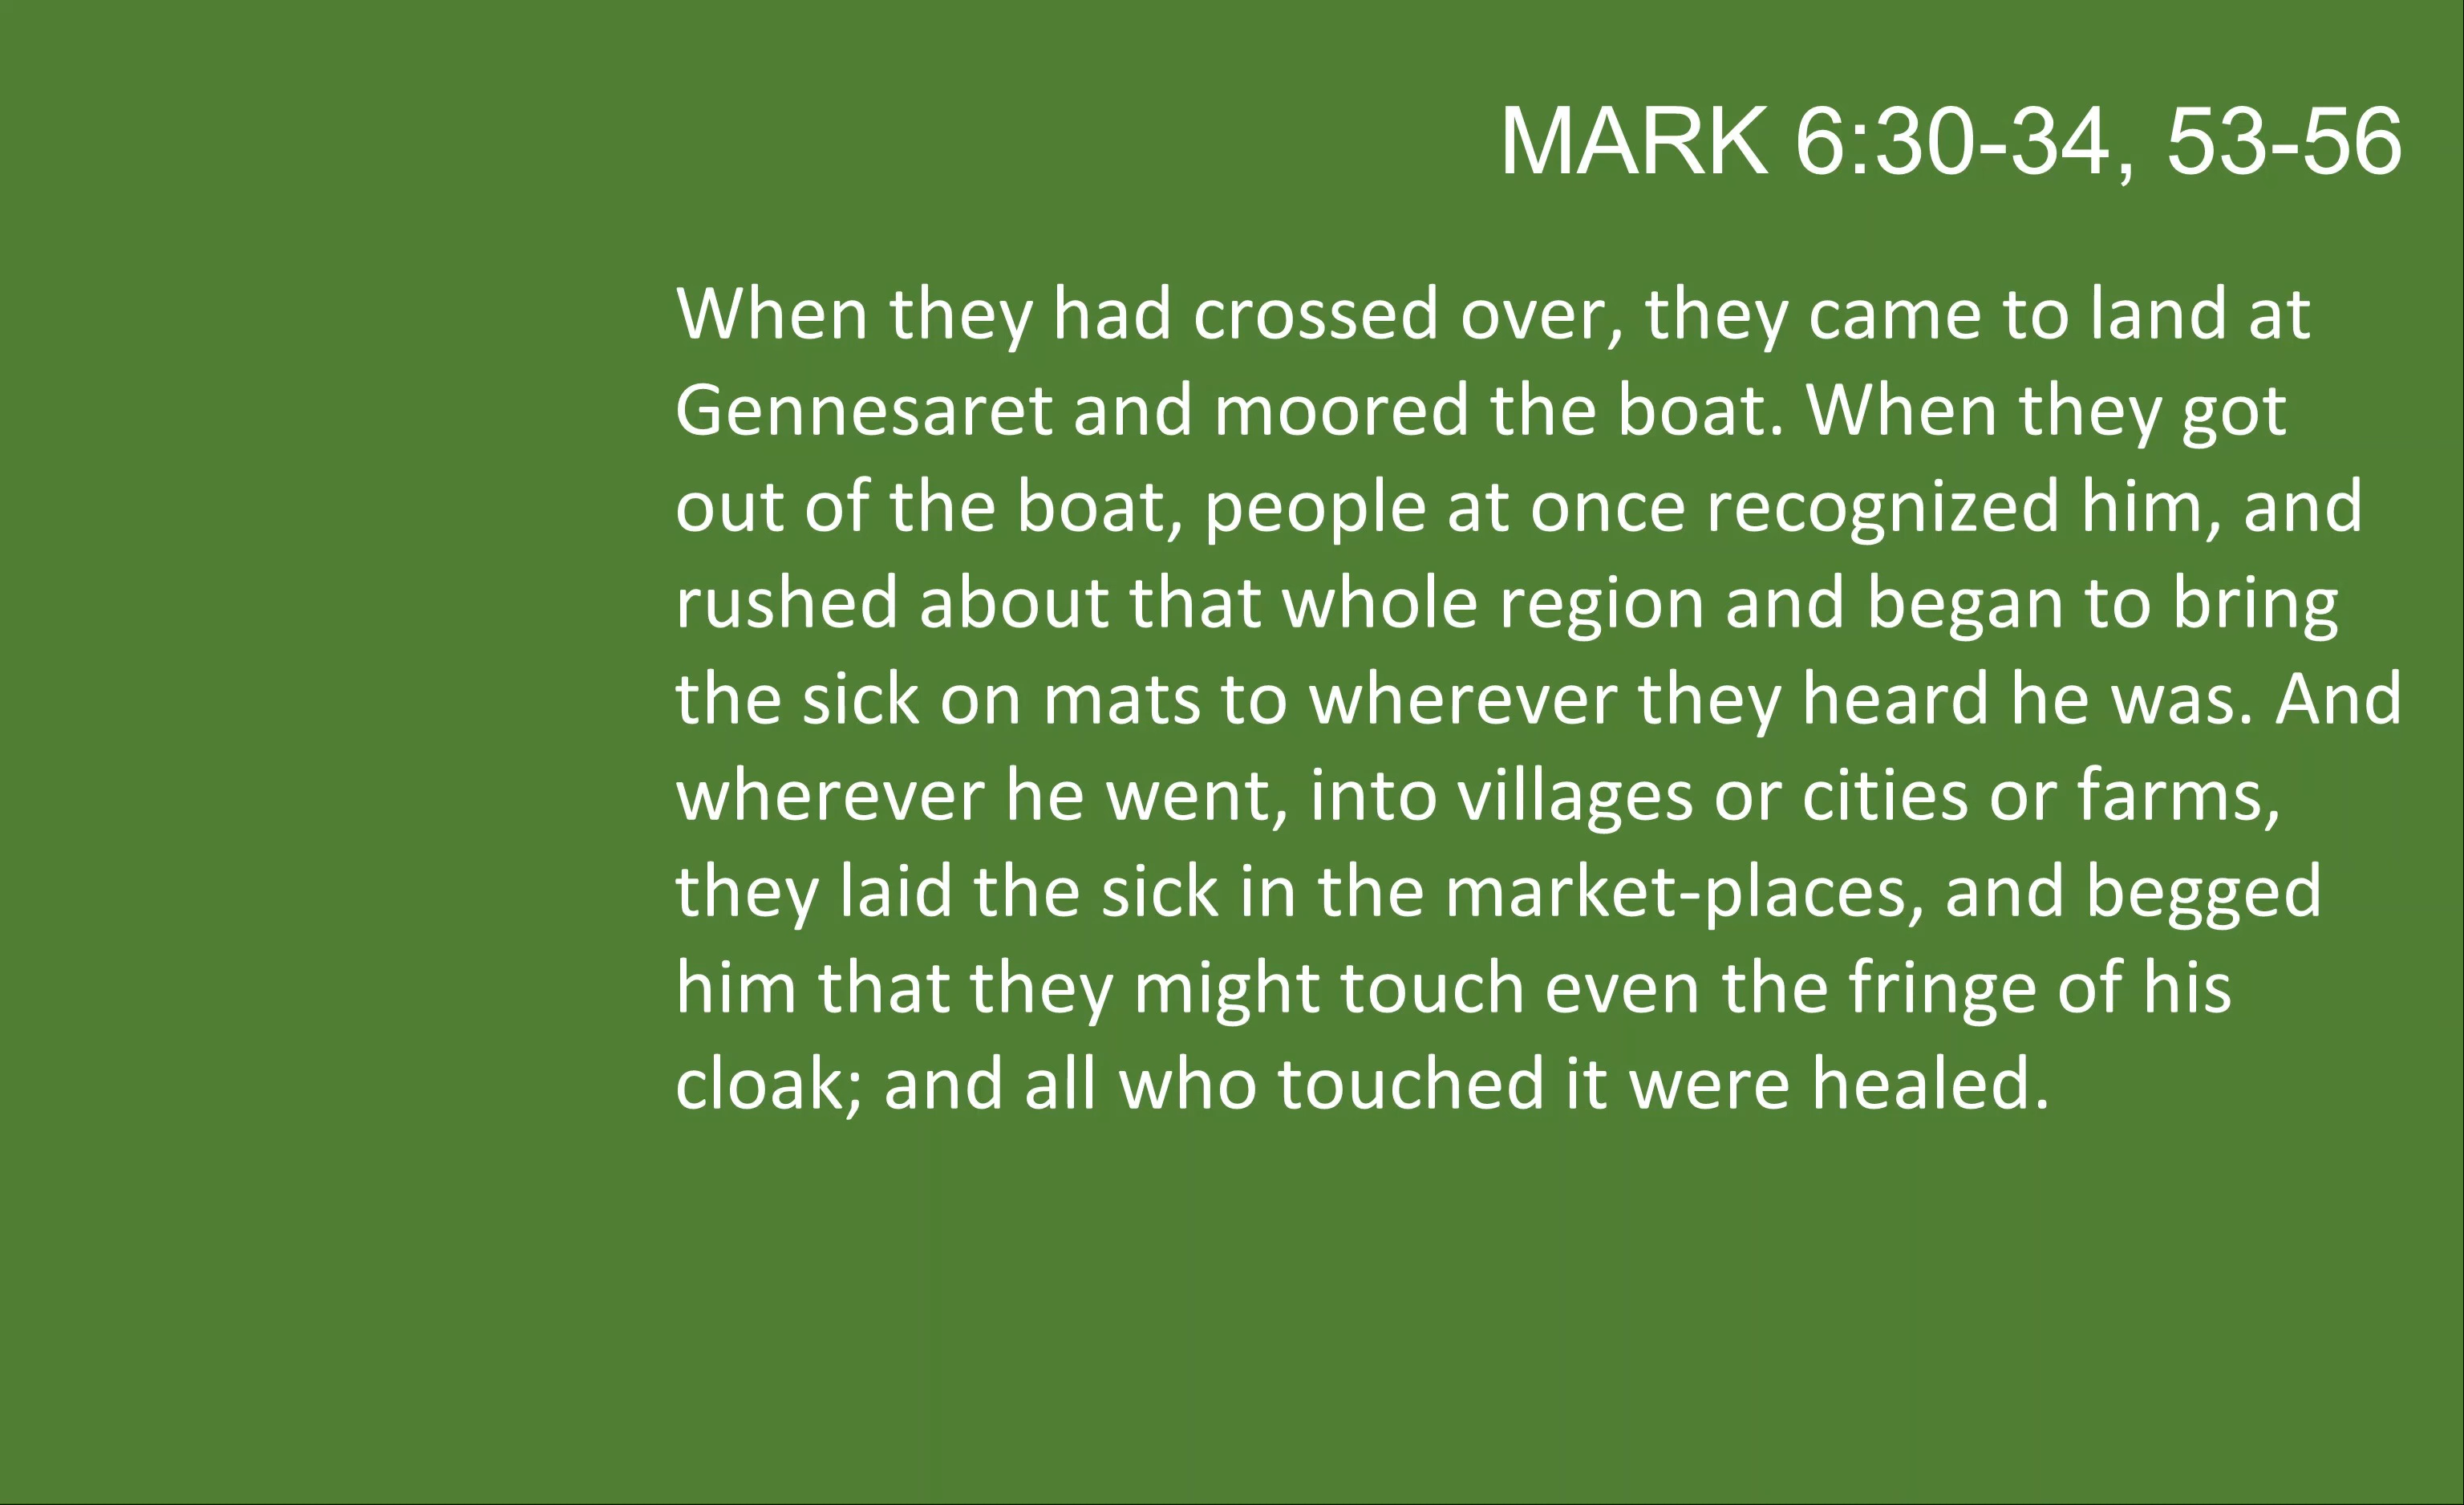 MARK 6:30-34, 53-56
When they had crossed over, they came to land at
Gennesaret and moored the boat. When they got
out of the boat, people at once recognized him, and
rushed about that whole region and began to bring
the sick on mats to wherever they heard he was. And
wherever he went, into villages or cities or farms,
they laid the sick in the market-places, and begged
him that they might touch even the fringe of his
cloak; and all who touched it were healed.